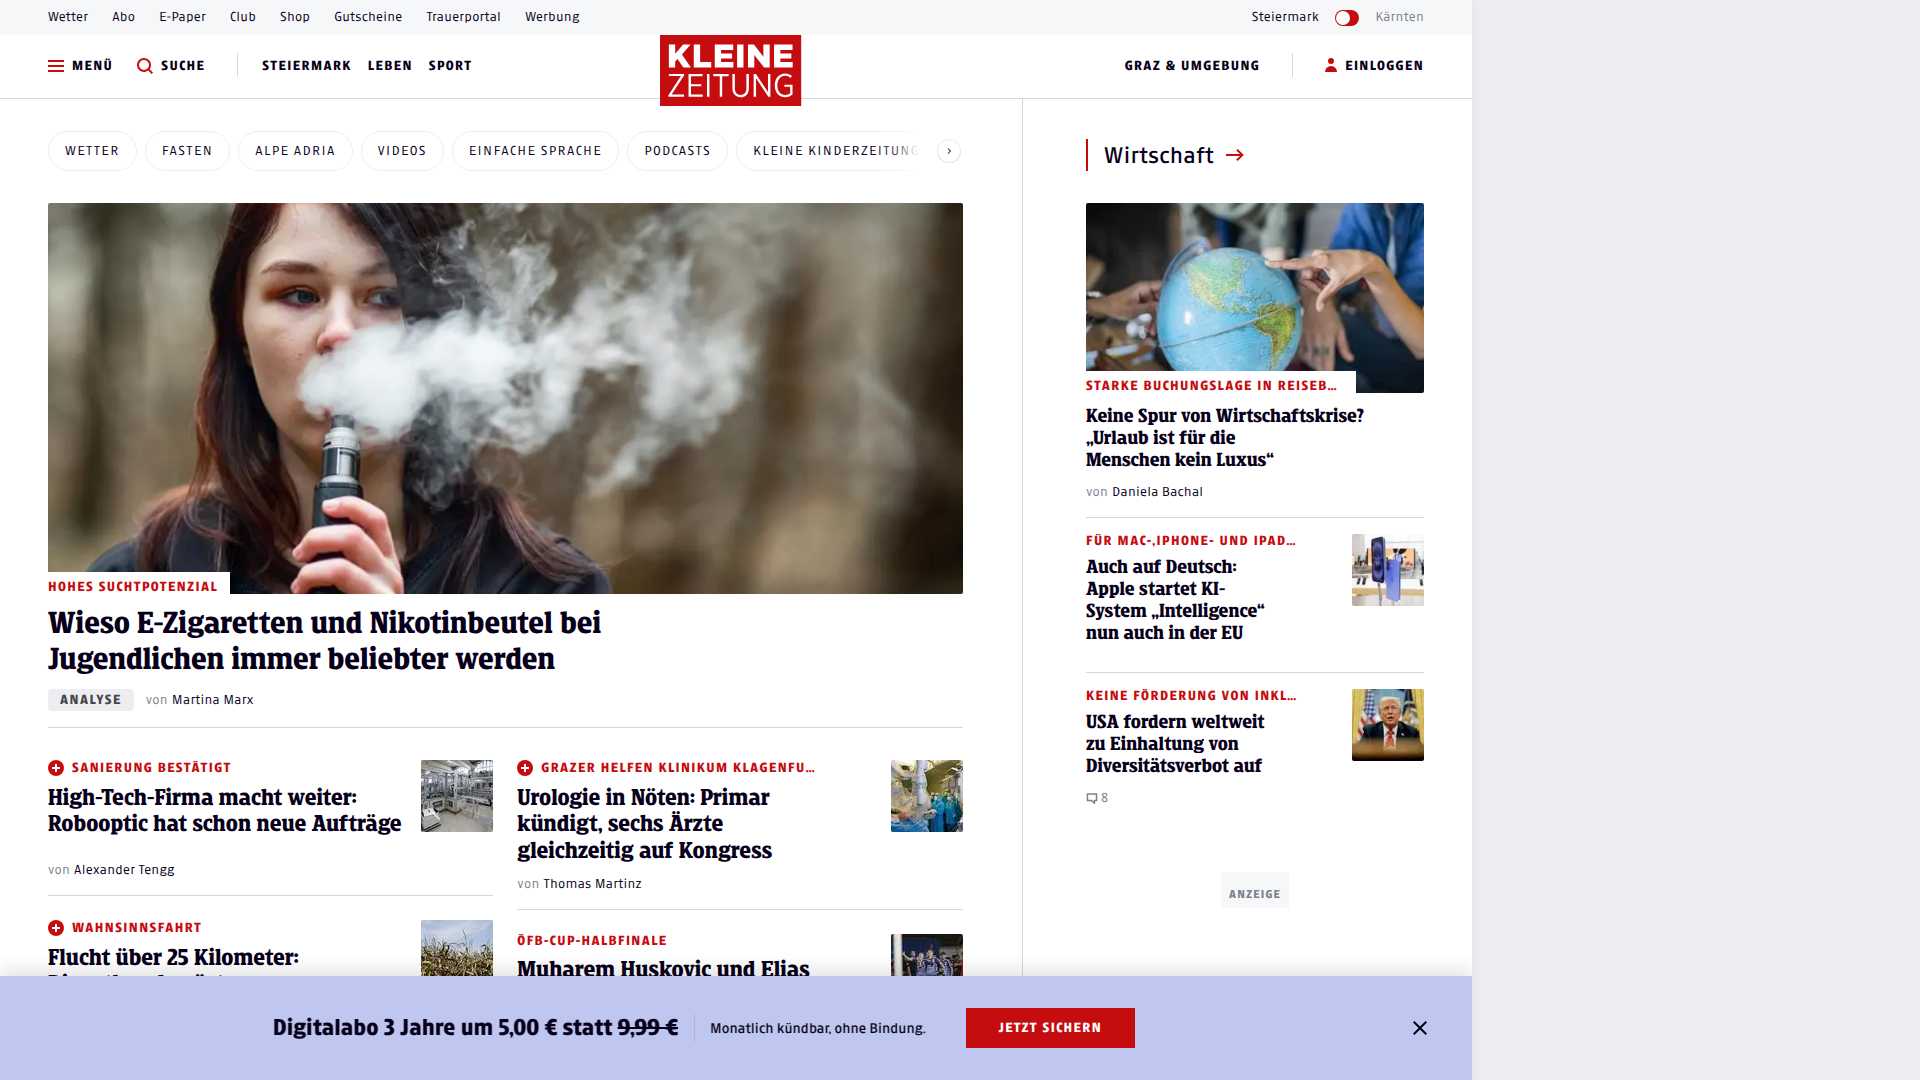 Wetter Abo E-Paper Club Shop Gutscheine Trauerportal Werbung Steiermark Kärnten
MENÜ SUCHE STEIERMARK LEBEN SPORT KLEINE ZEITUNG GRAZ & UMGEBUNG EINLOGGEN
WETTER FASTEN ALPE ADRIA VIDEOS EINFACHE SPRACHE PODCASTS KLEINE KINDERZEITUNG
HOHES SUCHTPOTENZIAL
Wieso E-Zigaretten und Nikotinbeutel bei
Jugendlichen immer beliebter werden
ANALYSE von Martina Marx
SANIERUNG BESTÄTIGT
High-Tech-Firma macht weiter:
Robooptic hat schon neue Aufträge
von Alexander Tengg
WAHNSINNSFAHRT
Flucht über 25 Kilometer:
GRAZER HELFEN KLINIKUM KLAGENFU...
Urologie in Nöten: Primar
kündigt, sechs Ärzte
gleichzeitig auf Kongress
von Thomas Martinz
ÖFB-CUP-HALBFINALE
Muharem Huskovic und Elias
Wirtschaft
STARKE BUCHUNGSLAGE IN REISEB...
Keine Spur von Wirtschaftskrise?
„Urlaub ist für die
Menschen kein Luxus“
von Daniela Bachal
FÜR MAC-,IPHONE- UND IPAD...
Auch auf Deutsch:
Apple startet KI-
System „Intelligence“
nun auch in der EU
KEINE FÖRDERUNG VON INKL...
USA fordern weltweit
zu Einhaltung von
Diversitätsverbot auf
8
ANZEIGE
Digitalabo 3 Jahre um 5,00 € statt 9,99 € Monatlich kündbar, ohne Bindung. JETZT SICHERN